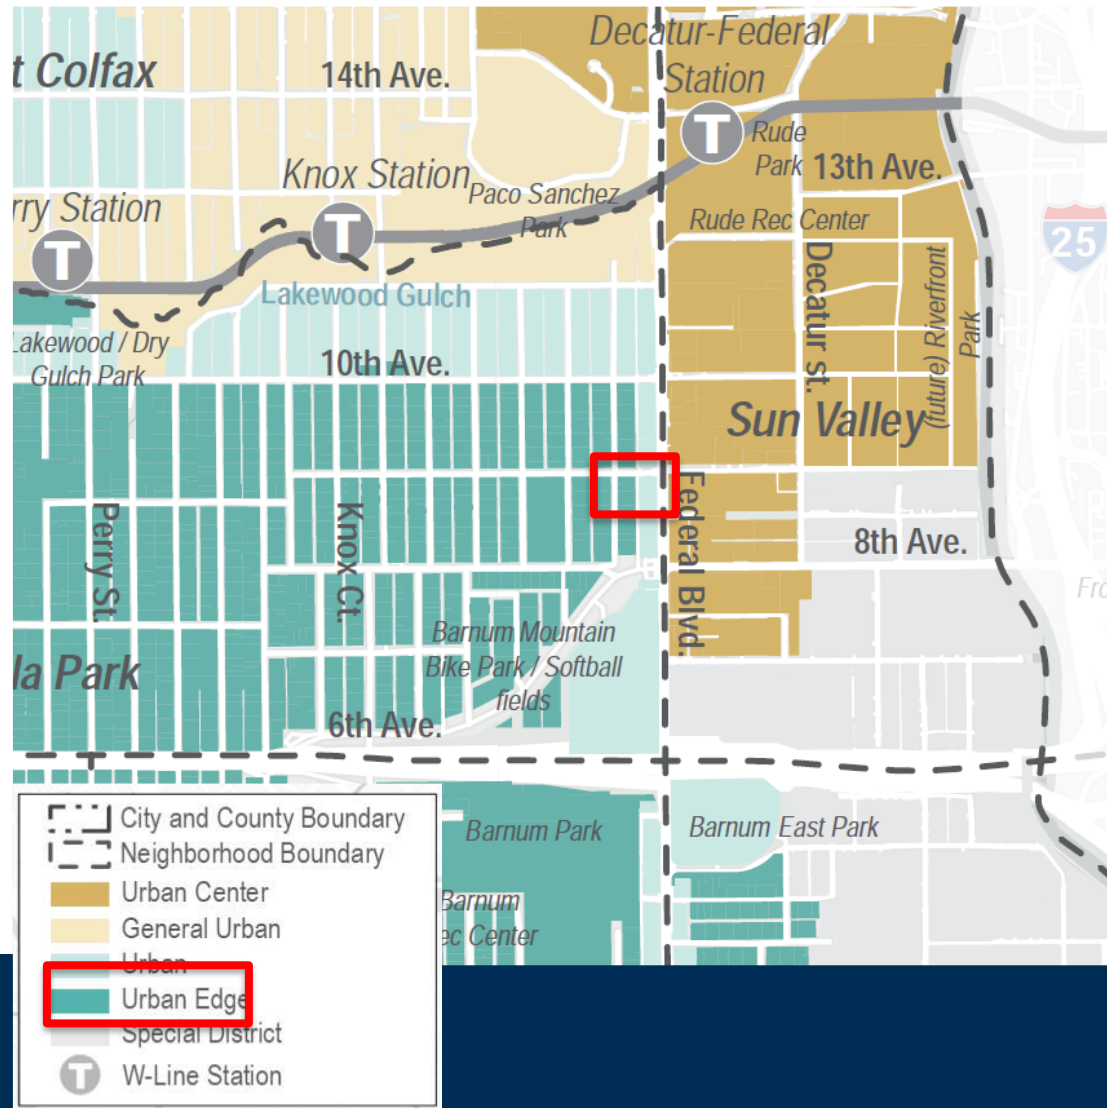 Decatur-Federal
Station
t Colfax
14th Ave.
T
Rude
Park
13th Ave.
Knox Station
Paco Sanchez
Park
rry Station
T
T
Rude Rec Center
25
Decatur st.
(future) Riverfront
Park
Lakewood Gulch
Lakewood / Dry
Gulch Park
10th Ave.
Sun Valley
Perry St.
Knox Ct.
Federal Blvd.
8th Ave.
Fro
Barnum Mountain
Bike Park / Softball
fields
la Park
6th Ave.
Barnum Park
Barnum East Park
Barnum
ec Center
City and County Boundary
Neighborhood Boundary
Urban Center
General Urban
Urban
Urban Edge
Special District
T W-Line Station